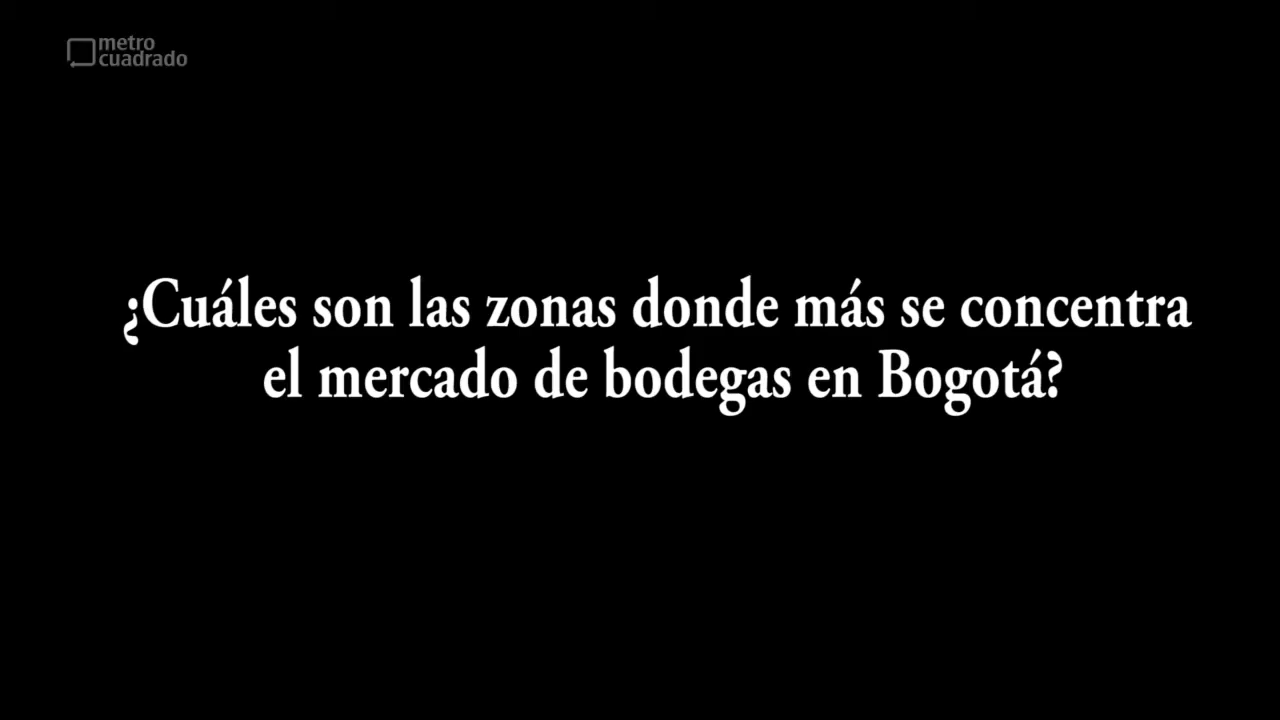 metro
cuadrado
¿Cuáles son las zonas donde más se concentra
el mercado de bodegas en Bogotá?